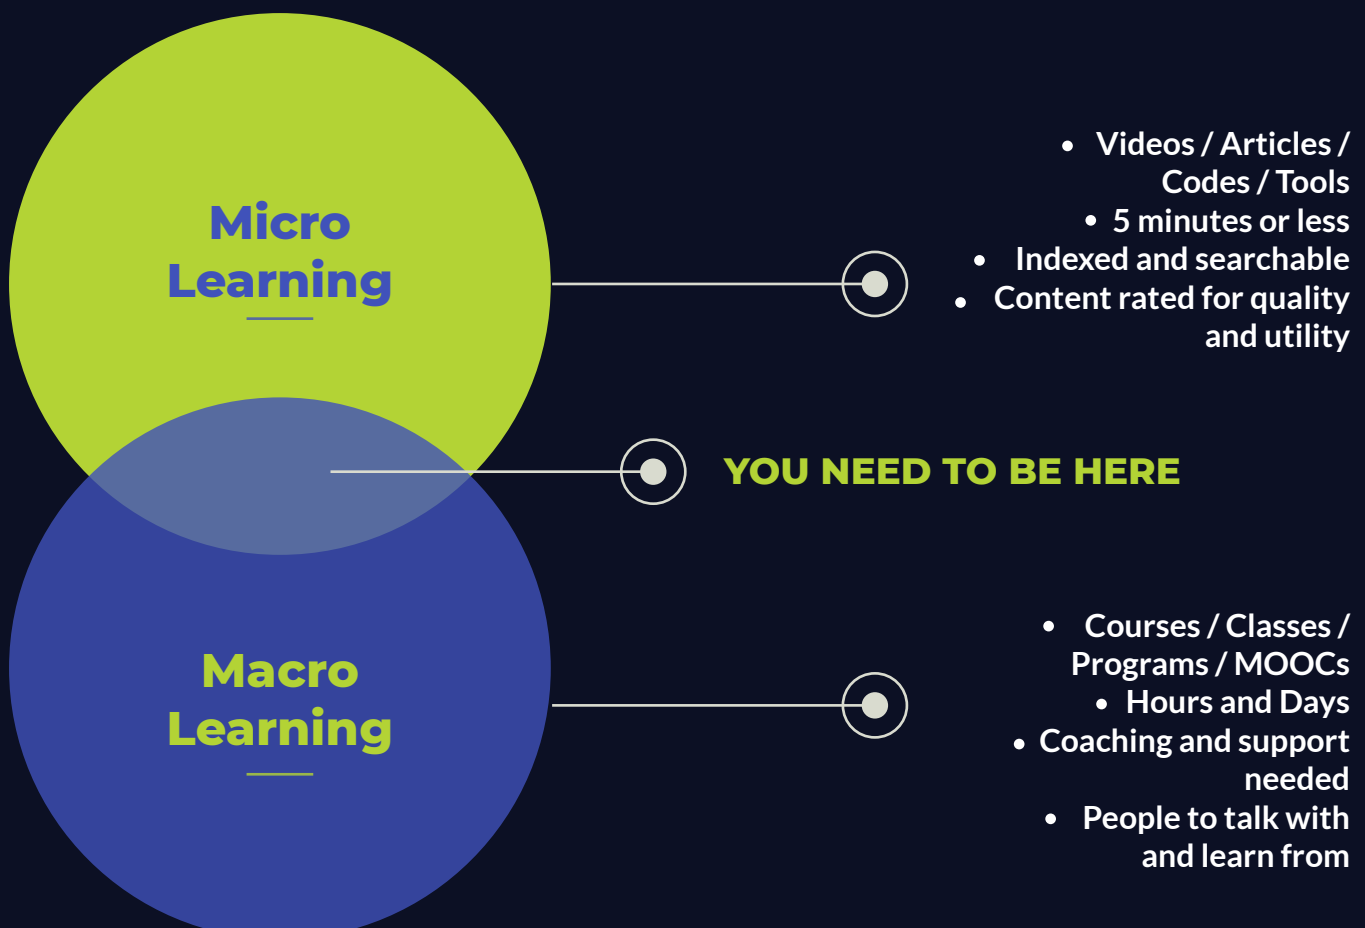 Micro
Learning
• Videos / Articles /
Codes / Tools
• 5 minutes or less
• Indexed and searchable
• Content rated for quality
and utility
YOU NEED TO BE HERE
Macro
Learning
• Courses / Classes /
Programs / MOOCs
• Hours and Days
• Coaching and support
needed
• People to talk with
and learn from